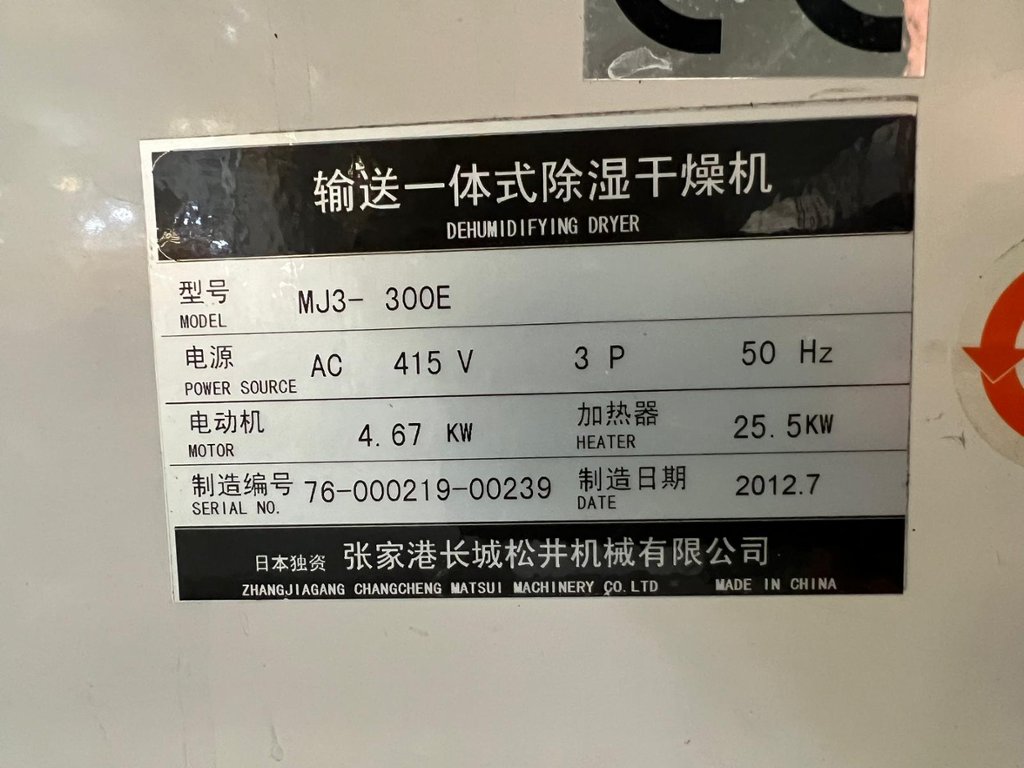 输送一体式除湿干燥机
DEHUMIDIFYING DRYER
型号 MJ3- 300E
MODEL
电源 AC 415 V 3 P 50 Hz
POWER SOURCE
电动机 4.67 KW 加热器 25.5KW
MOTOR HEATER
制造编号 76-000219-00239 制造日期 2012.7
SERIAL NO. DATE
日本独资 张家港长城松井机械有限公司
ZHANGJIAGANG CHANGCHENG MATSUI MACHINERY CO.LTD MADE IN CHINA